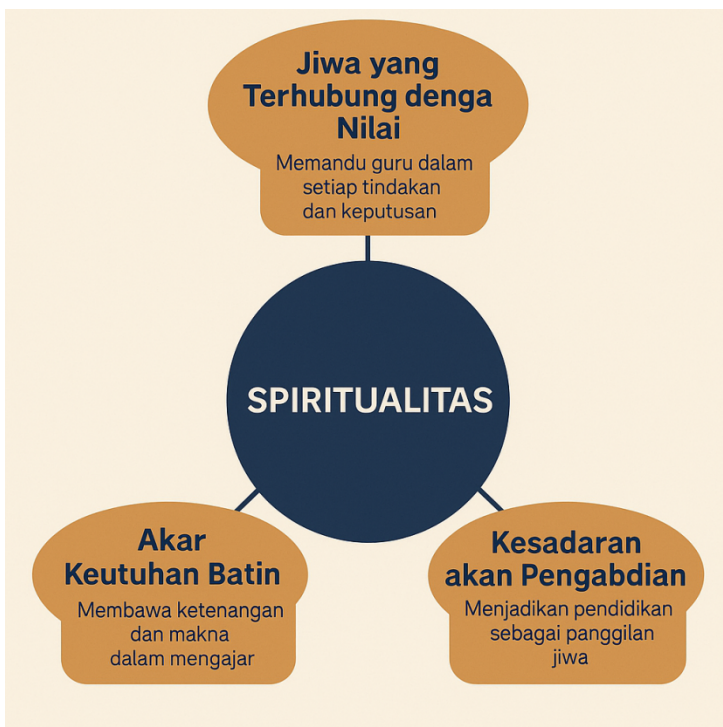 Jiwa yang
Terhubung denga
Nilai
Memandu guru dalam
setiap tindakan
dan keputusan
SPIRITUALITAS
Akar
Keutuhan Batin
Membawa ketenangan
dan makna
dalam mengajar
Kesadaran
akan Pengabdian
Menjadikan pendidikan
sebagai panggilan
jiwa